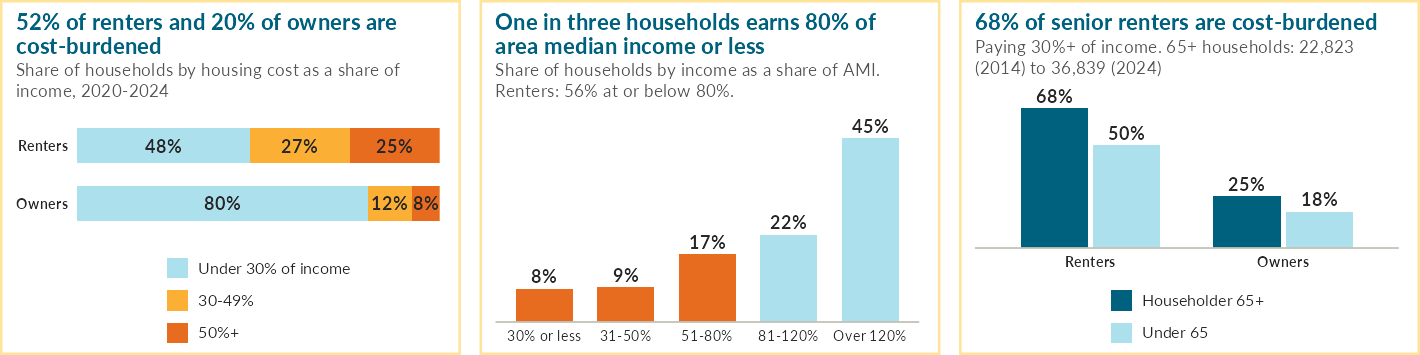 52% of renters and 20% of owners are
cost-burdened
Share of households by housing cost as a share of
income, 2020-2024
Renters
48%
27%
25%
Owners
80%
12%
8%
Under 30% of income
30-49%
50%+
One in three households earns 80% of
area median income or less
Share of households by income as a share of AMI.
Renters: 56% at or below 80%.
8%
9%
17%
22%
45%
30% or less
31-50%
51-80%
81-120%
Over 120%
68% of senior renters are cost-burdened
Paying 30%+ of income. 65+ households: 22,823
(2014) to 36,839 (2024)
68%
50%
25%
18%
Renters
Owners
Householder 65+
Under 65